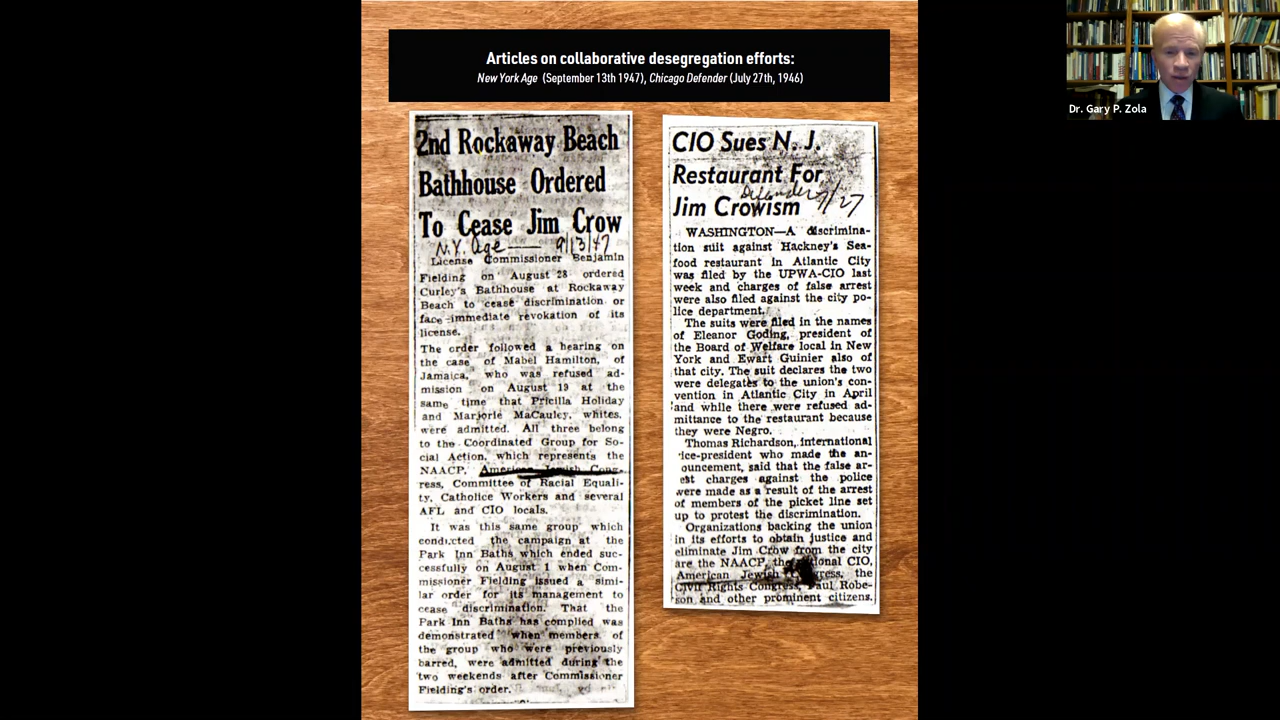 Articles on collaborative desegregation efforts:
New York Age (September 13th 1947), Chicago Defender (July 27th, 1946)
Dr. Gary P. Zola
2nd Rockaway Beach
Bathhouse Ordered
To Cease Jim Crow
N.Y. Age — 9/13/47
License Commissioner Benjamin
Fielding on August 28 ordered
Curley's Bathhouse at Rockaway
Beach to cease discrimination or
face immediate revokation of its
license.
The order followed a hearing on
the case of Mabel Hamilton, of
Jamaica, who was refused ad-
mission on August 19 at the
same time that Pricilla Holiday
and Marjorie MacCauley, whites,
were admitted. All three belong
to the Coordinated Group for So-
cial Action, which represents the
NAACP, American Jewish Cong-
ress, Committee of Racial Equali-
ty, Catholice Workers and several
AFL and CIO locals.
It was this same group which
conducted the campaign at the
Park Inn Baths which ended suc-
cessfully on August 1 when Com-
missioner Fielding issued a simi-
lar order for its management to
cease discrimination. That the
Park Inn Baths has complied was
demonstrated when members of
the group who were previously
barred, were admitted during the
two weekends after Commissioner
Fielding's order.
CIO Sues N. J.
Restaurant For
Jim Crowism
Defender 7/27
WASHINGTON—A discrimina-
tion suit against Hackney's Sea-
food restaurant in Atlantic City
was filed by the UPWA-CIO last
week and charges of false arrest
were also filed against the city po-
lice department.
The suits were filed in the names
of Eleanor Goding, president of
the Board of Welfare local in New
York and Ewart Guinier also of
that city. The suit declares the two
were delegates to the union's con-
vention in Atlantic City in April
and while there were refused ad-
mittance to the restaurant because
they were Negro.
Thomas Richardson, international
vice-president who made the an-
ouncement, said that the false ar-
est charges against the police
were made as a result of the arrest
of members of the picket line set
up to protest the discrimination.
Organizations backing the union
in its efforts to obtain justice and
eliminate Jim Crow from the city
are the NAACP, the CIO,
American Jewish Congress, the
Civil Rights Congress, Paul Robe-
son and other prominent citizens.